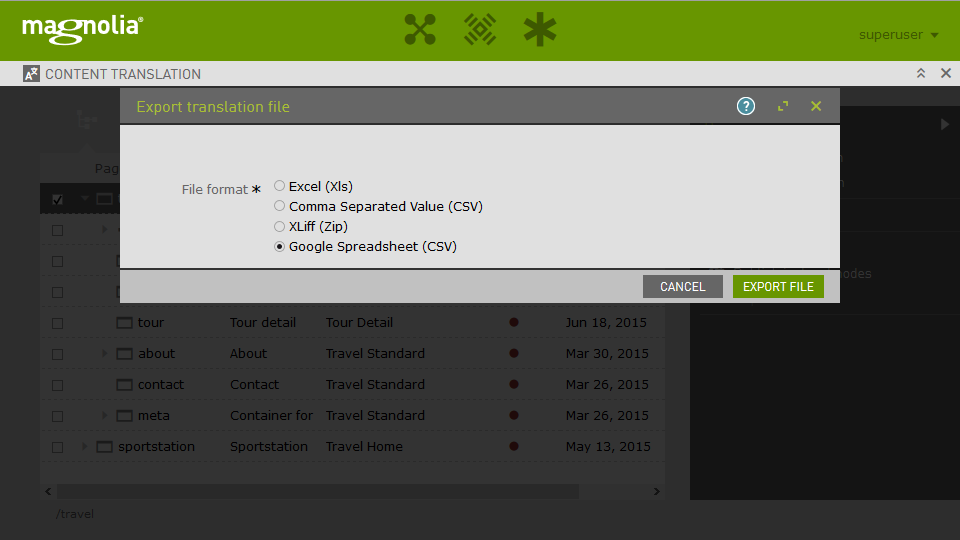 magnolia®
superuser
CONTENT TRANSLATION
Export translation file
?
File format *
Excel (Xls)
Comma Separated Value (CSV)
XLiff (Zip)
Google Spreadsheet (CSV)
CANCEL
EXPORT FILE
tour Tour detail Tour Detail Jun 18, 2015
about About Travel Standard Mar 30, 2015
contact Contact Travel Standard Mar 26, 2015
meta Container for Travel Standard Mar 26, 2015
sportstation Sportstation Travel Home May 13, 2015
/travel